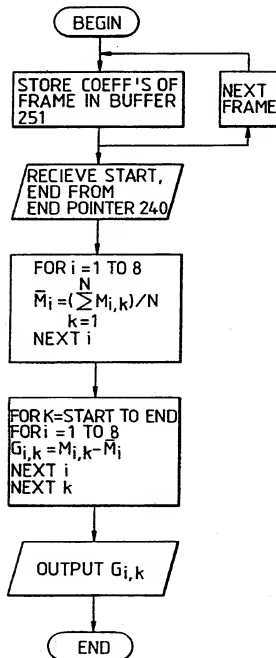 BEGIN
STORE COEFF'S OF
FRAME IN BUFFER
251
NEXT
FRAME
RECIEVE START,
END FROM
END POINTER 240
FOR i = 1 TO 8
N
M̄i = (∑ Mi,k) / N
k=1
NEXT i
FOR K=START TO END
FOR i = 1 TO 8
Gi,k = Mi,k - M̄i
NEXT i
NEXT k
OUTPUT Gi,k
END